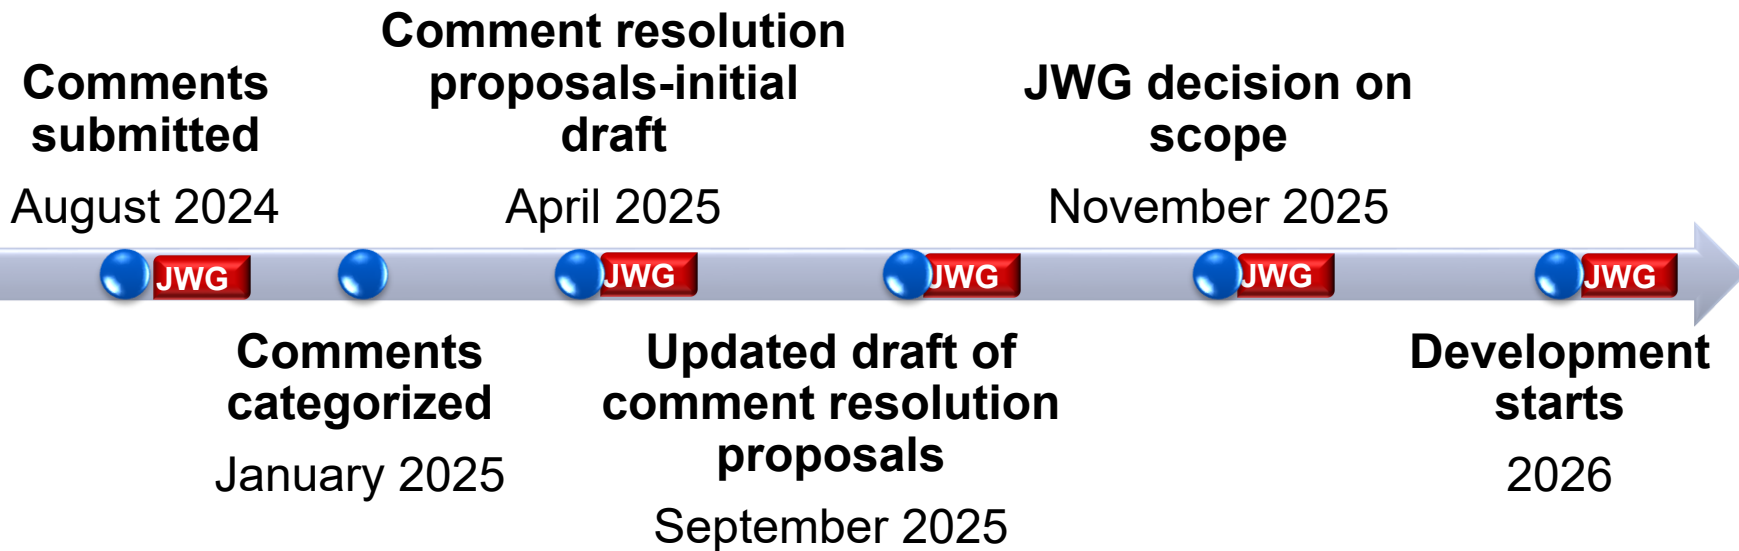 Comments
submitted
August 2024
Comment resolution
proposals-initial
draft
April 2025
JWG decision on
scope
November 2025
JWG
JWG
JWG
JWG
JWG
Comments
categorized
January 2025
Updated draft of
comment resolution
proposals
September 2025
Development
starts
2026